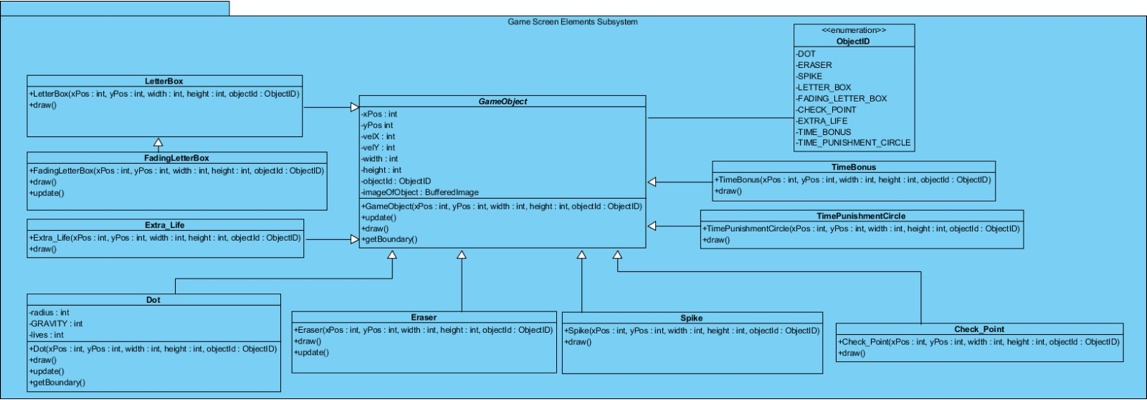 Game Screen Elements Subsystem
<<enumeration>>
ObjectID
-DOT
-ERASER
-SPIKE
-LETTER_BOX
-FADING_LETTER_BOX
-CHECK_POINT
-EXTRA_LIFE
-TIME_BONUS
-TIME_PUNISHMENT_CIRCLE
LetterBox
+LetterBox(xPos : int, yPos : int, width : int, height : int, objectId : ObjectID)
+draw()
GameObject
-xPos : int
-yPos int
-velX : int
-velY : int
-width : int
-height : int
-objectId : ObjectID
-imageOfObject : BufferedImage
+GameObject(xPos : int, yPos : int, width : int, height : int, objectId : ObjectID)
+update()
+draw()
+getBoundary()
FadingLetterBox
+FadingLetterBox(xPos : int, yPos : int, width : int, height : int, objectId : ObjectID)
+draw()
+update()
TimeBonus
+TimeBonus(xPos : int, yPos : int, width : int, height : int, objectId : ObjectID)
+draw()
Extra_Life
+Extra_Life(xPos : int, yPos : int, width : int, height : int, objectId : ObjectID)
+draw()
TimePunishmentCircle
+TimePunishmentCircle(xPos : int, yPos : int, width : int, height : int, objectId : ObjectID)
+draw()
Dot
-radius : int
-GRAVITY : int
-lives : int
+Dot(xPos : int, yPos : int, width : int, height : int, objectId : ObjectID)
+draw()
+update()
+getBoundary()
Eraser
+Eraser(xPos : int, yPos : int, width : int, height : int, objectId : ObjectID)
+draw()
+update()
Spike
+Spike(xPos : int, yPos : int, width : int, height : int, objectId : ObjectID)
+draw()
Check_Point
+Check_Point(xPos : int, yPos : int, width : int, height : int, objectId : ObjectID)
+draw()